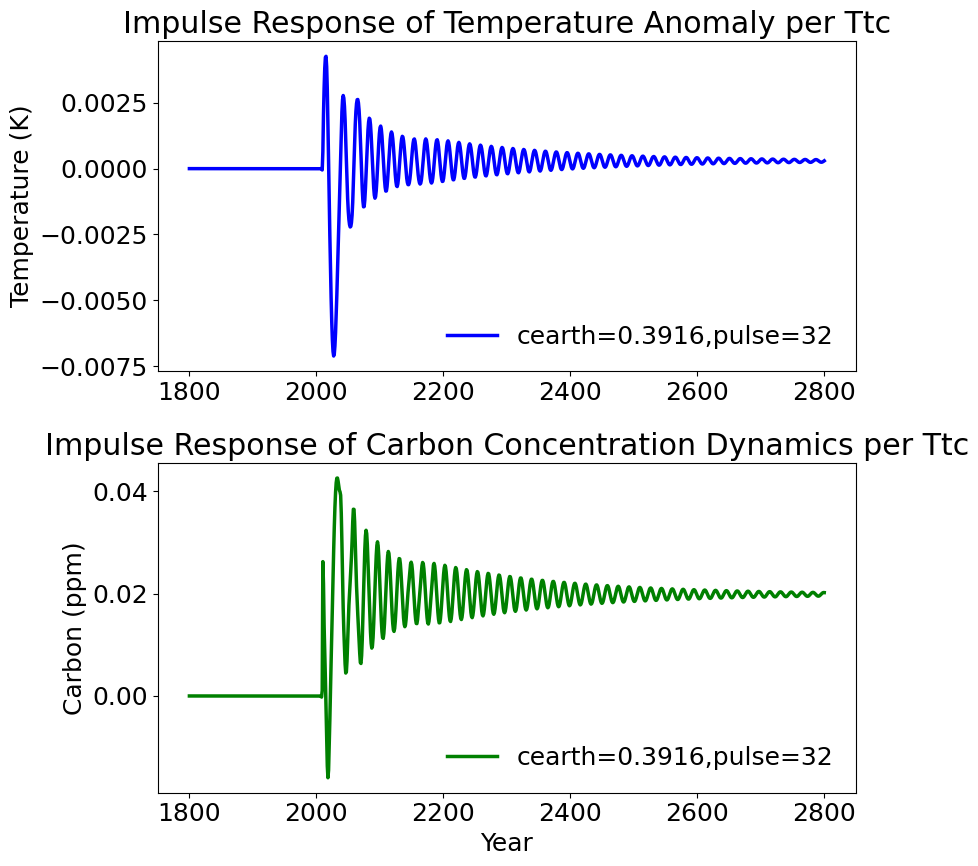 Impulse Response of Temperature Anomaly per Ttc
Temperature (K)
0.0025
0.0000
−0.0025
−0.0050
−0.0075
cearth=0.3916,pulse=32
1800 2000 2200 2400 2600 2800
Impulse Response of Carbon Concentration Dynamics per Ttc
Carbon (ppm)
0.04
0.02
0.00
cearth=0.3916,pulse=32
1800 2000 2200 2400 2600 2800
Year